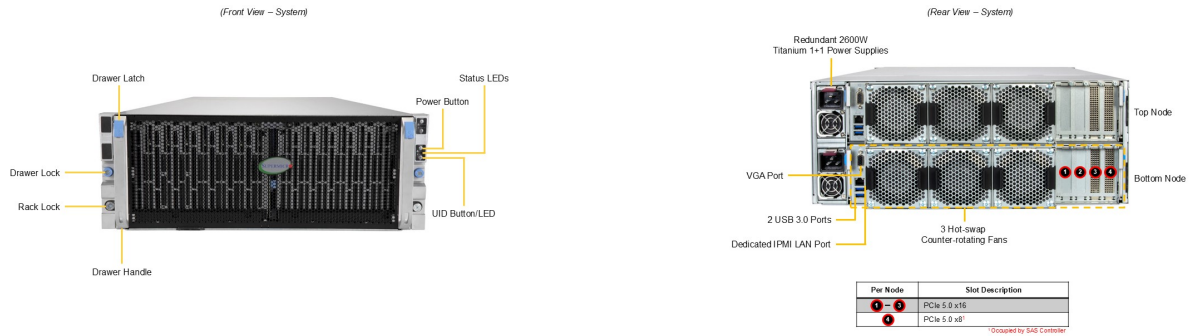 (Front View – System)
Drawer Latch
Status LEDs
Power Button
Drawer Lock
Rack Lock
UID Button/LED
Drawer Handle
(Rear View – System)
Redundant 2600W
Titanium 1+1 Power Supplies
Top Node
VGA Port
1 2 3 4
Bottom Node
2 USB 3.0 Ports
3 Hot-swap
Counter-rotating Fans
Dedicated IPMI LAN Port
Per Node Slot Description
1 – 3 PCIe 5.0 x16
4 PCIe 5.0 x8¹
¹ Occupied by SAS Controller